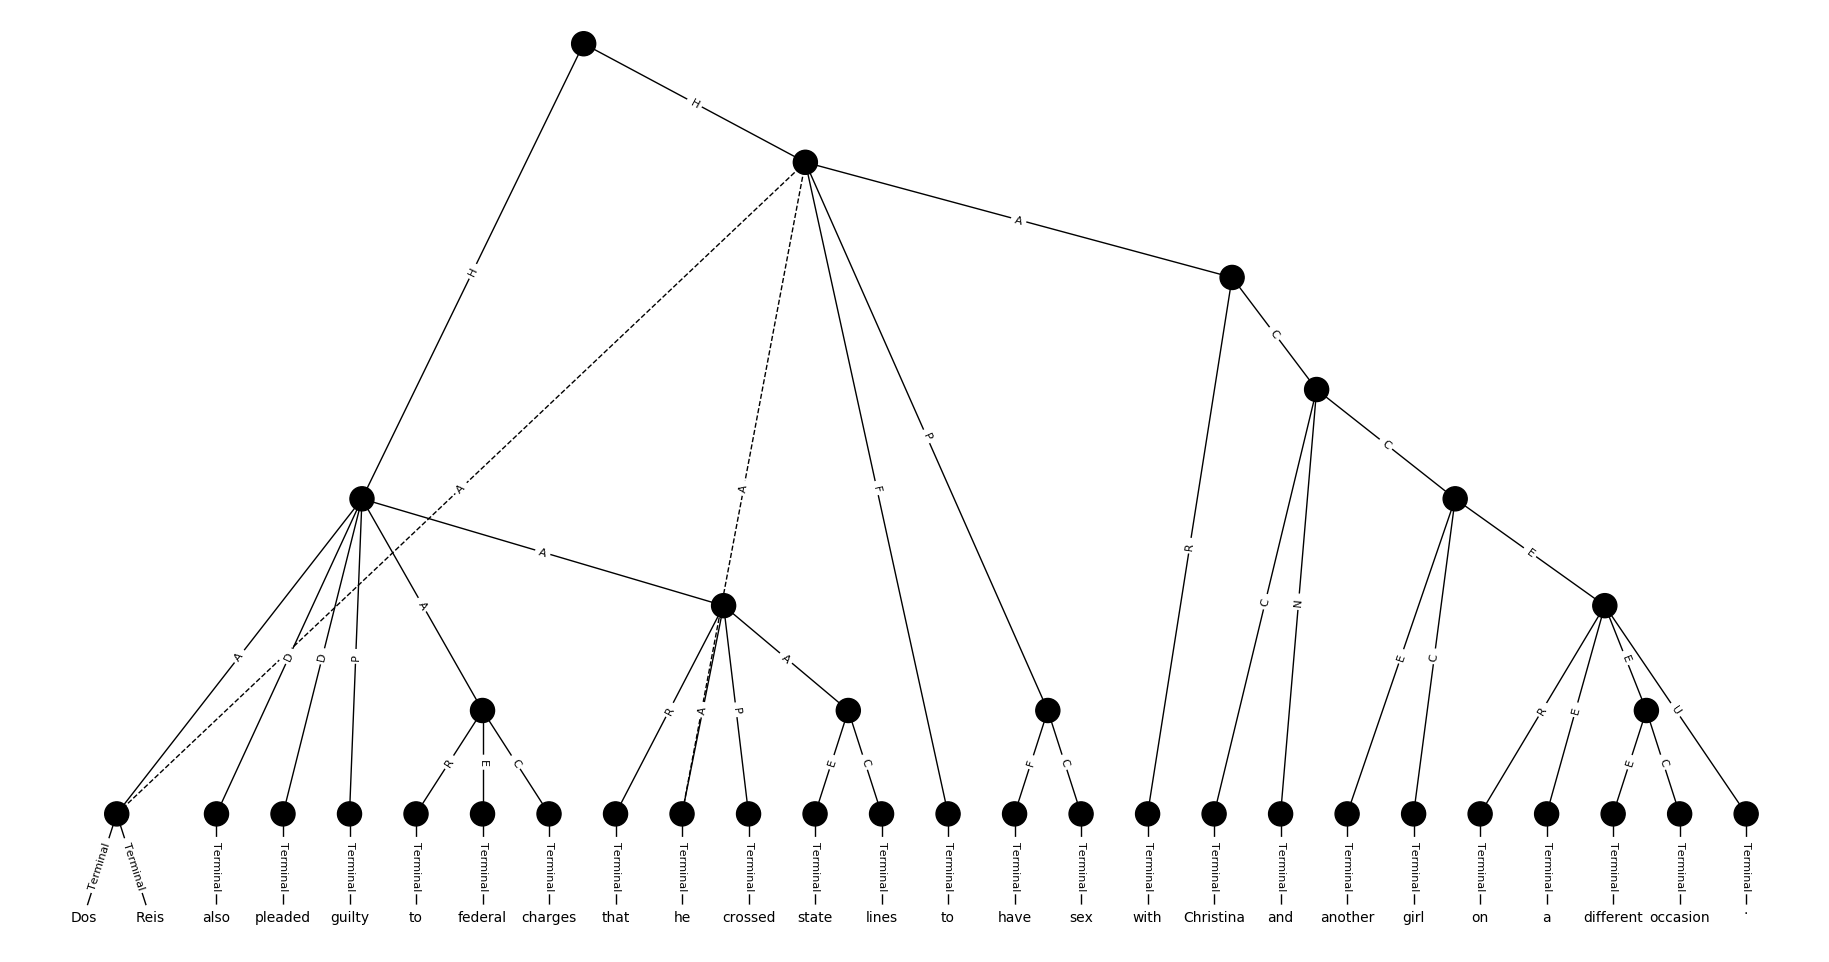 H
H
A
C
P
C
A
A
A
F
R
A
E
A
C
N
A
D
D
P
A
E
C
R
E
E
R
A
P
U
R
E
C
E
C
F
C
E
C
Terminal Terminal Terminal Terminal Terminal Terminal Terminal Terminal Terminal Terminal Terminal Terminal Terminal Terminal Terminal Terminal Terminal Terminal Terminal Terminal Terminal Terminal Terminal Terminal Terminal Terminal
Dos Reis also pleaded guilty to federal charges that he crossed state lines to have sex with Christina and another girl on a different occasion .